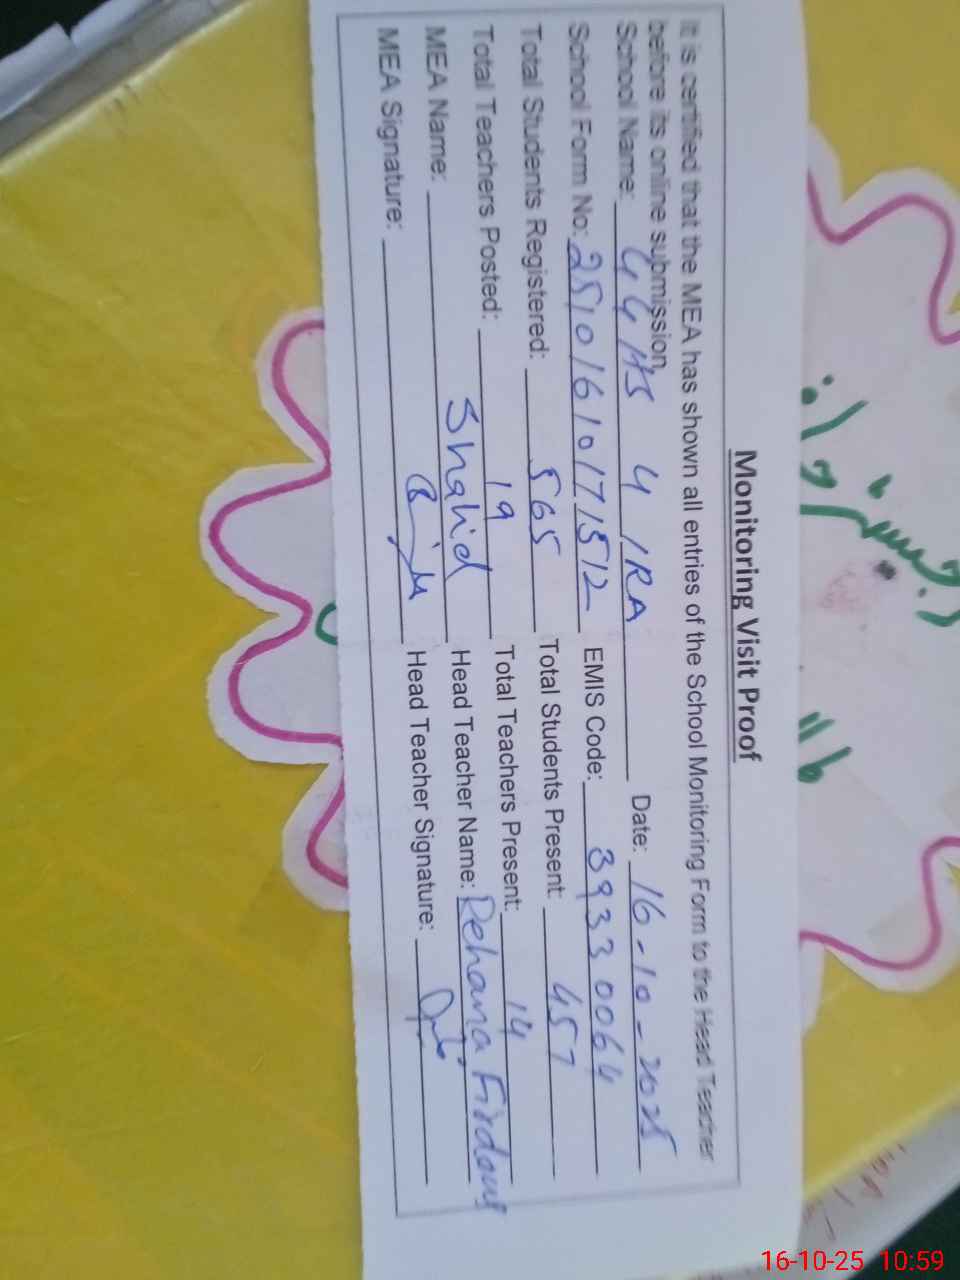 Monitoring Visit Proof
It is certified that the MEA has shown all entries of the School Monitoring Form to the Head Teacher
before its online submission
School Name: 44HS 4/RA Date: 16-10-2025
School Form No: 25101610171512 EMIS Code: 39330064
Total Students Registered: 565 Total Students Present: 457
Total Teachers Posted: 19 Total Teachers Present: 14
MEA Name: Shahid Head Teacher Name: Rehana Firdous
MEA Signature: Head Teacher Signature:
رجسٹر
16-10-25 10:59